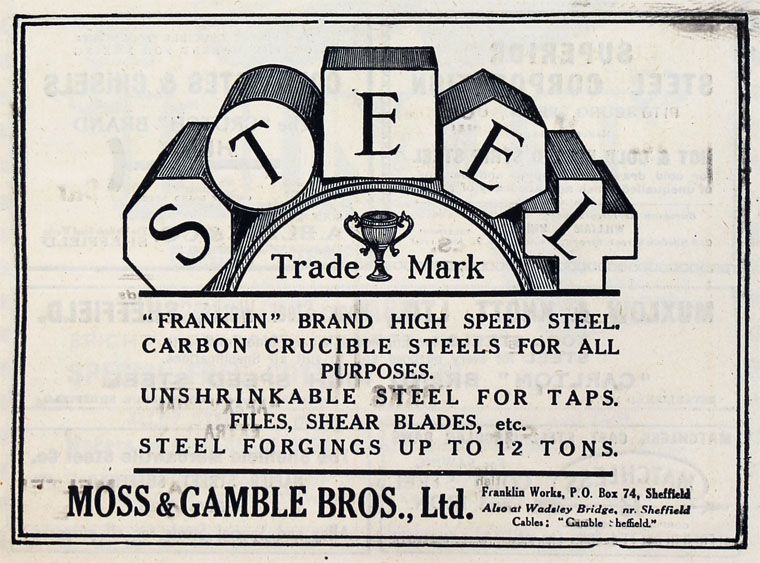 STEEL
Trade Mark
"FRANKLIN" BRAND HIGH SPEED STEEL.
CARBON CRUCIBLE STEELS FOR ALL
PURPOSES.
UNSHRINKABLE STEEL FOR TAPS.
FILES, SHEAR BLADES, etc.
STEEL FORGINGS UP TO 12 TONS.
MOSS & GAMBLE BROS., Ltd.
Franklin Works, P.O. Box 74, Sheffield
Also at Wadsley Bridge, nr. Sheffield
Cables: "Gamble Sheffield."